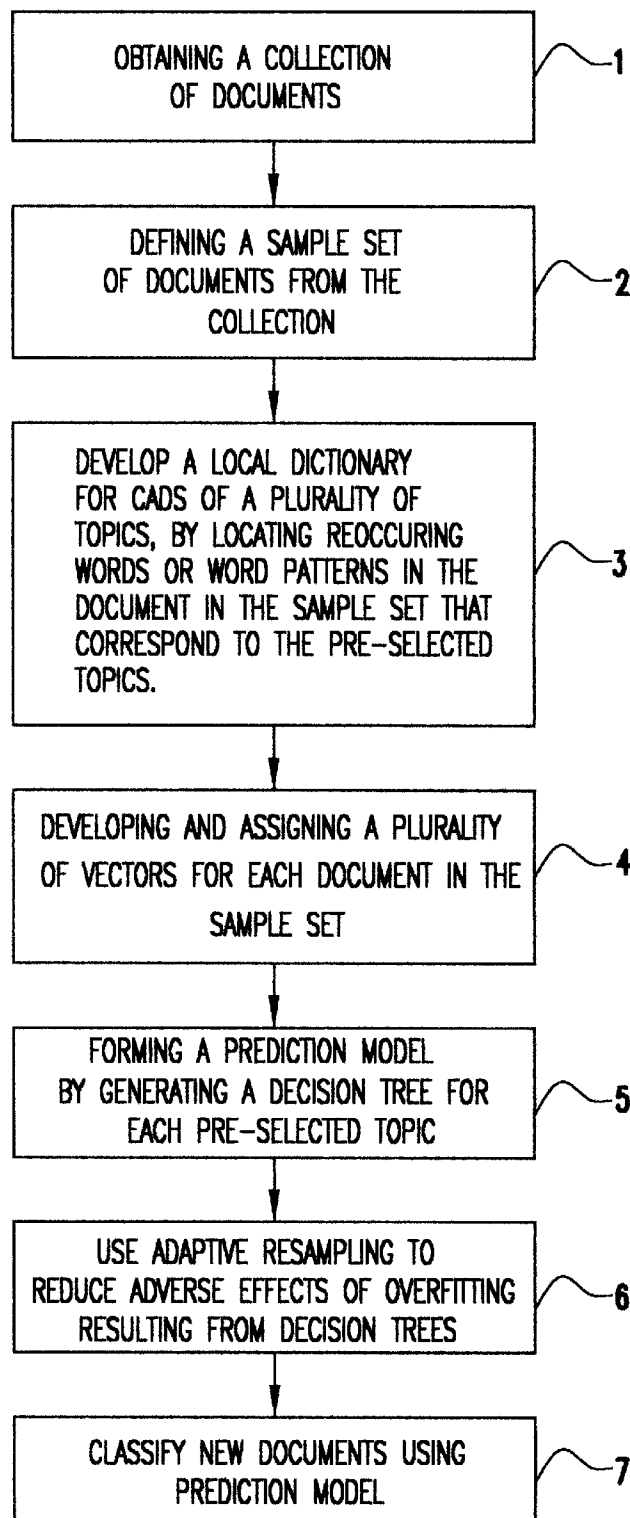 OBTAINING A COLLECTION
OF DOCUMENTS
1
DEFINING A SAMPLE SET
OF DOCUMENTS FROM THE
COLLECTION
2
DEVELOP A LOCAL DICTIONARY
FOR CADS OF A PLURALITY OF
TOPICS, BY LOCATING REOCCURING
WORDS OR WORD PATTERNS IN THE
DOCUMENT IN THE SAMPLE SET THAT
CORRESPOND TO THE PRE-SELECTED
TOPICS.
3
DEVELOPING AND ASSIGNING A PLURALITY
OF VECTORS FOR EACH DOCUMENT IN THE
SAMPLE SET
4
FORMING A PREDICTION MODEL
BY GENERATING A DECISION TREE FOR
EACH PRE-SELECTED TOPIC
5
USE ADAPTIVE RESAMPLING TO
REDUCE ADVERSE EFFECTS OF OVERFITTING
RESULTING FROM DECISION TREES
6
CLASSIFY NEW DOCUMENTS USING
PREDICTION MODEL
7